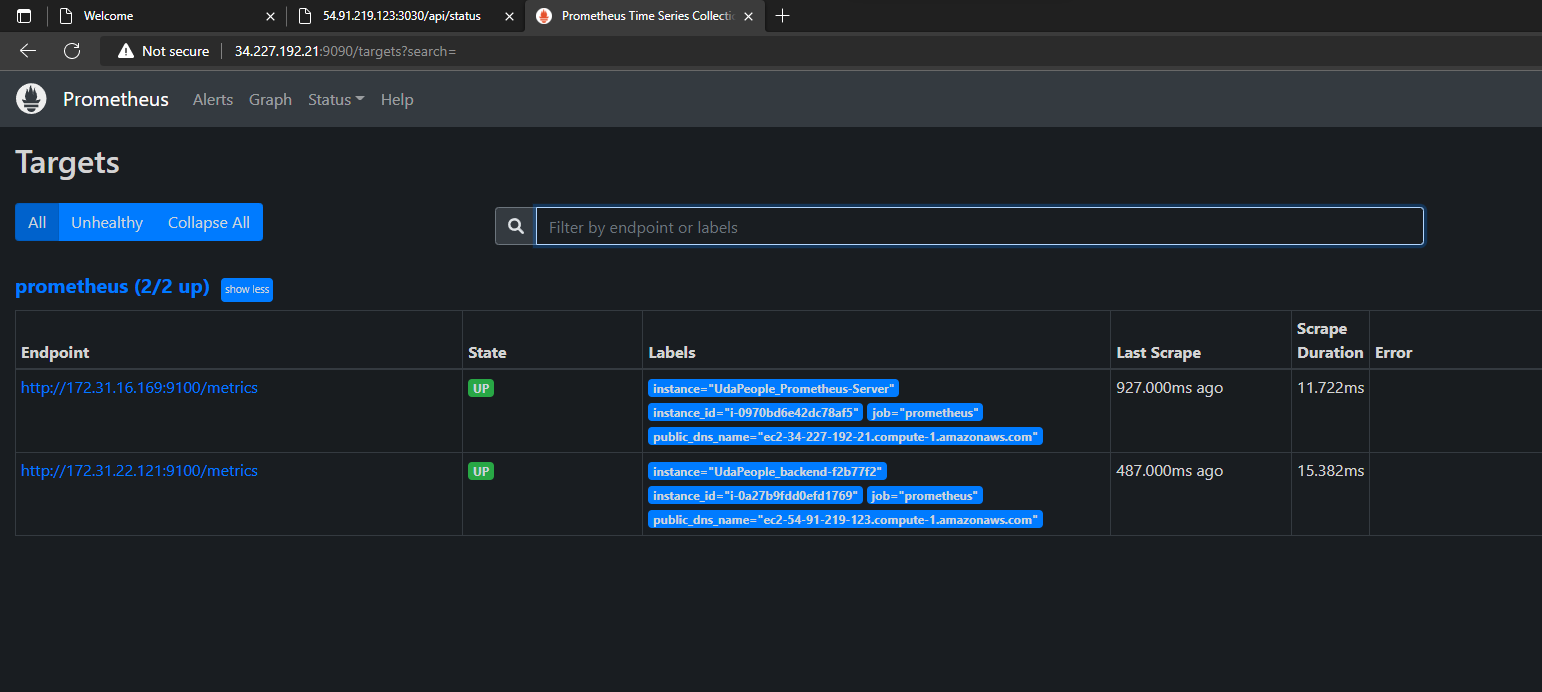 Welcome
54.91.219.123:3030/api/status
Prometheus Time Series Collectio
Not secure
34.227.192.21:9090/targets?search=
Prometheus Alerts Graph Status Help
Targets
All Unhealthy Collapse All
Filter by endpoint or labels
prometheus (2/2 up) show less
Endpoint State Labels Last Scrape Scrape Duration Error
http://172.31.16.169:9100/metrics UP instance="UdaPeople_Prometheus-Server" 927.000ms ago 11.722ms
instance_id="i-0970bd6e42dc78af5" job="prometheus"
public_dns_name="ec2-34-227-192-21.compute-1.amazonaws.com"
http://172.31.22.121:9100/metrics UP instance="UdaPeople_backend-f2b77f2" 487.000ms ago 15.382ms
instance_id="i-0a27b9fdd0efd1769" job="prometheus"
public_dns_name="ec2-54-91-219-123.compute-1.amazonaws.com"